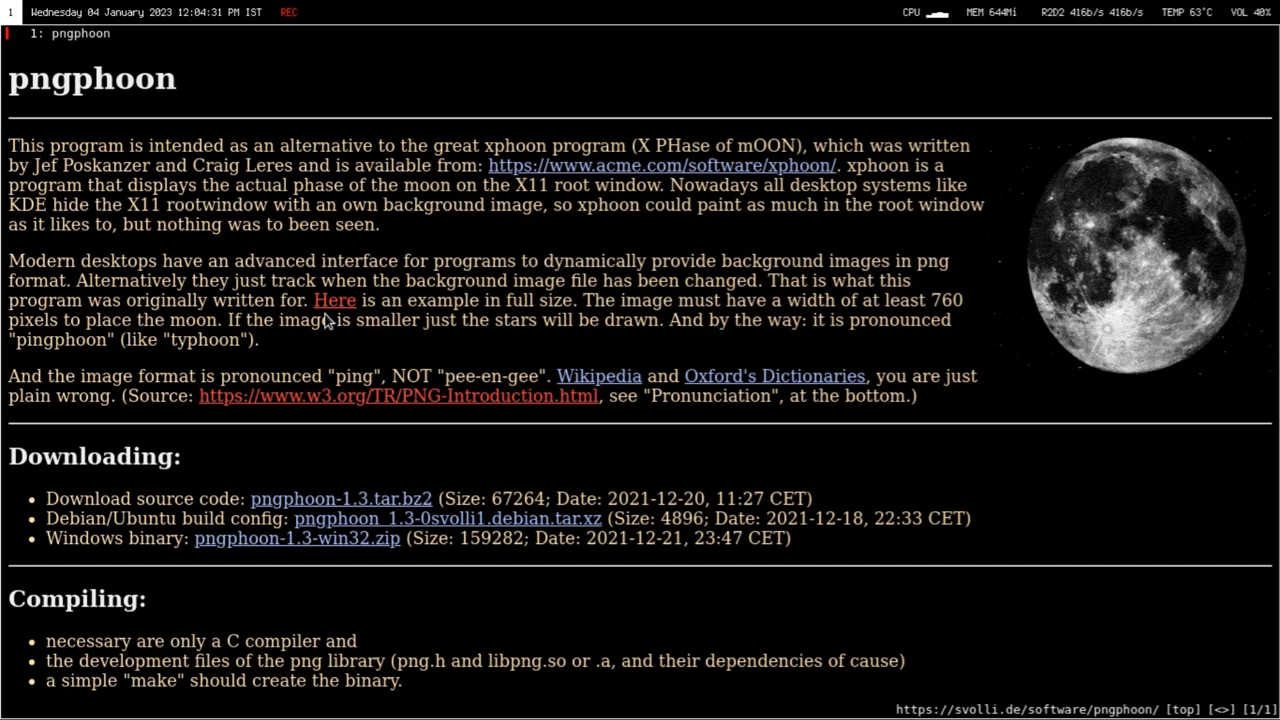 1 Wednesday 04 January 2023 12:04:31 PM IST REC CPU MEM 644Mi R2D2 416b/s 416b/s TEMP 63°C VOL 40%
1: pngphoon
pngphoon
This program is intended as an alternative to the great xphoon program (X PHase of mOON), which was written
by Jef Poskanzer and Craig Leres and is available from: https://www.acme.com/software/xphoon/. xphoon is a
program that displays the actual phase of the moon on the X11 root window. Nowadays all desktop systems like
KDE hide the X11 rootwindow with an own background image, so xphoon could paint as much in the root window
as it likes to, but nothing was to been seen.
Modern desktops have an advanced interface for programs to dynamically provide background images in png
format. Alternatively they just track when the background image file has been changed. That is what this
program was originally written for. Here is an example in full size. The image must have a width of at least 760
pixels to place the moon. If the image is smaller just the stars will be drawn. And by the way: it is pronounced
"pingphoon" (like "typhoon").
And the image format is pronounced "ping", NOT "pee-en-gee". Wikipedia and Oxford's Dictionaries, you are just
plain wrong. (Source: https://www.w3.org/TR/PNG-Introduction.html, see "Pronunciation", at the bottom.)
Downloading:
• Download source code: pngphoon-1.3.tar.bz2 (Size: 67264; Date: 2021-12-20, 11:27 CET)
• Debian/Ubuntu build config: pngphoon_1.3-0svolli1.debian.tar.xz (Size: 4896; Date: 2021-12-18, 22:33 CET)
• Windows binary: pngphoon-1.3-win32.zip (Size: 159282; Date: 2021-12-21, 23:47 CET)
Compiling:
• necessary are only a C compiler and
• the development files of the png library (png.h and libpng.so or .a, and their dependencies of cause)
• a simple "make" should create the binary.
https://svolli.de/software/pngphoon/ [top] [<>] [1/1]